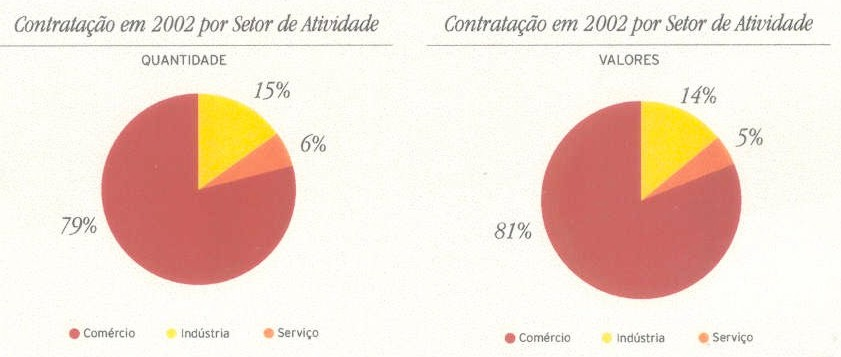 Contratação em 2002 por Setor de Atividade
QUANTIDADE
15%
6%
79%
Comércio Indústria Serviço
Contratação em 2002 por Setor de Atividade
VALORES
14%
5%
81%
Comércio Indústria Serviço